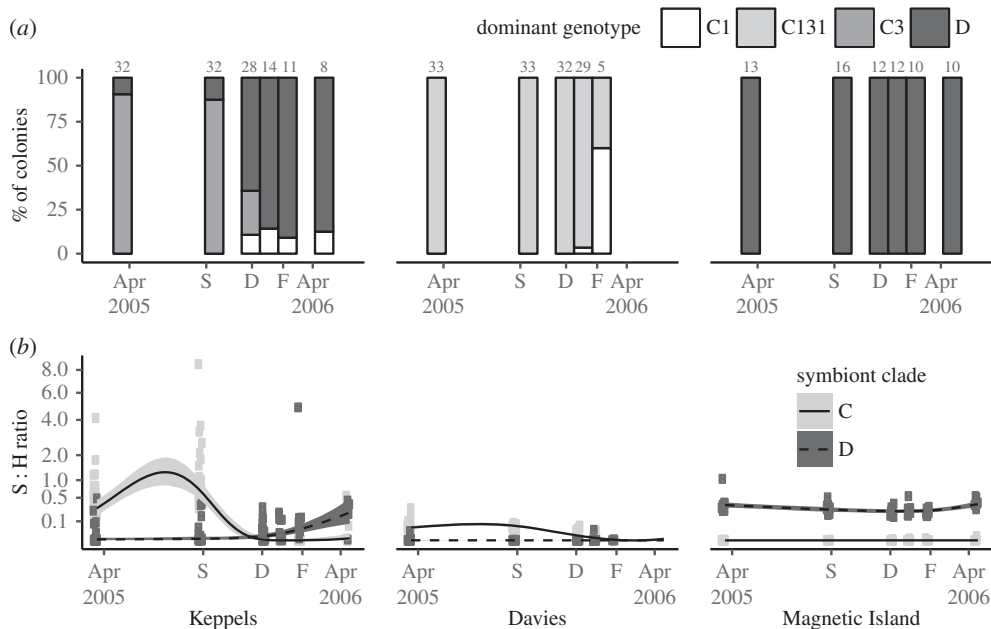 (a)
dominant genotype C1 C131 C3 D
32 32 28 14 11 8 33 33 32 29 5 13 16 12 12 10 10
100
75
50
25
0
% of colonies
Apr S D F Apr Apr S D F Apr Apr S D F Apr
2005 2006 2005 2006 2005 2006
(b)
8.0
6.0
4.0
2.0
1.0
0.5
0.1
S : H ratio
symbiont clade
C
D
Apr S D F Apr Apr S D F Apr Apr S D F Apr
2005 2006 2005 2006 2005 2006
Keppels Davies Magnetic Island